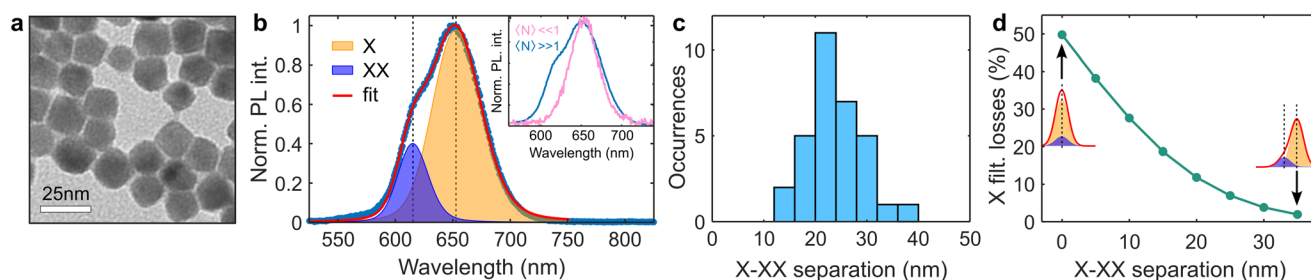 a
25nm
b
Norm. PL int.
1
0.8
0.6
0.4
0.2
0
X
XX
fit
550
600
650
700
750
800
Wavelength (nm)
⟨N⟩<<1
⟨N⟩>>1
Norm. PL int.
600
650
700
Wavelength (nm)
c
Occurrences
10
5
0
0
10
20
30
40
50
X-XX separation (nm)
d
X filt. losses (%)
50
40
30
20
10
0
0
10
20
30
X-XX separation (nm)